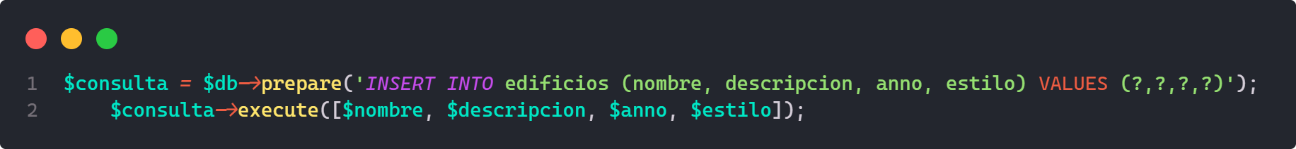 1 $consulta = $db->prepare('INSERT INTO edificios (nombre, descripcion, anno, estilo) VALUES (?,?,?,?)');
2 $consulta->execute([$nombre, $descripcion, $anno, $estilo]);